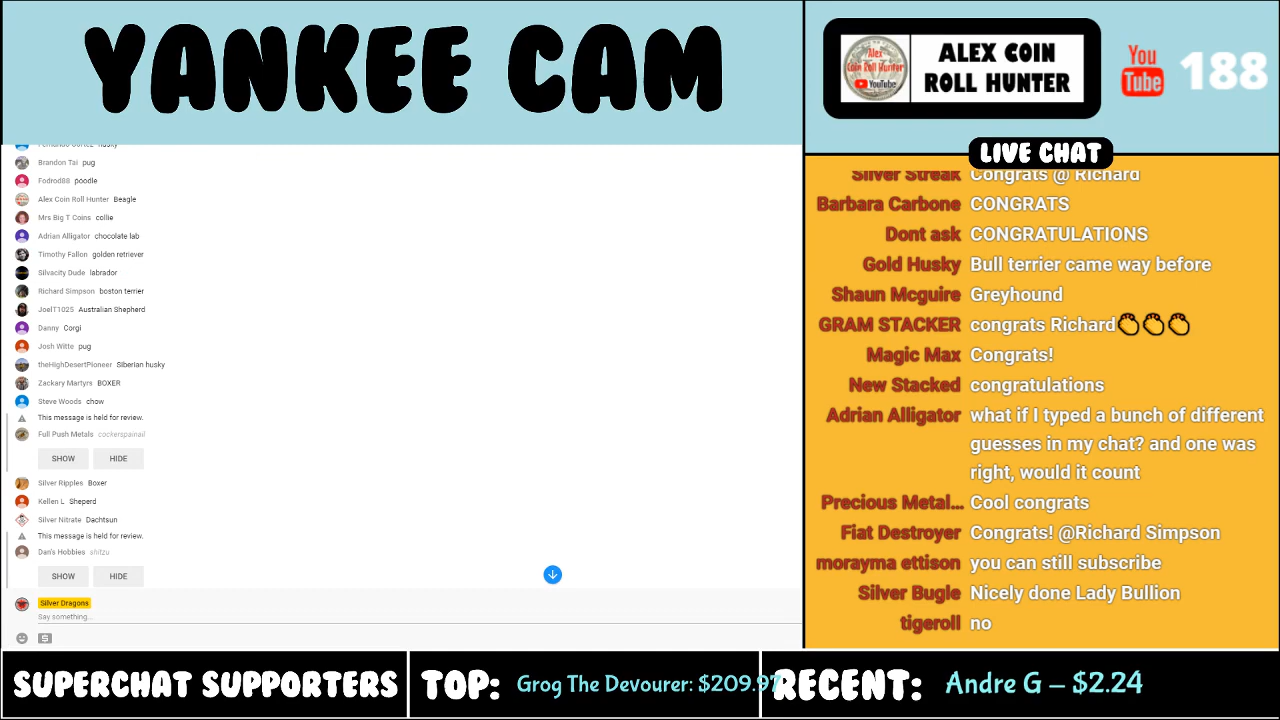 YANKEE CAM
Brandon Tai pug
Fodrod88 poodle
Alex Coin Roll Hunter Beagle
Mrs Big T Coins collie
Adrian Alligator chocolate lab
Timothy Fallon golden retriever
Silvacity Dude labrador
Richard Simpson boston terrier
JoelT1025 Australian Shepherd
Danny Corgi
Josh Witte pug
theHighDesertPioneer Siberian husky
Zackary Martyrs BOXER
Steve Woods chow
This message is held for review.
Full Push Metals cockerspainail
SHOW HIDE
Silver Ripples Boxer
Kellen L Sheperd
Silver Nitrate Dachtsun
This message is held for review.
Dan's Hobbies shitzu
SHOW HIDE
Silver Dragons
Say something...
Alex
Coin Roll Hunter
YouTube
ALEX COIN
ROLL HUNTER
You
Tube
188
LIVE CHAT
Silver Streak Congrats @ Richard
Barbara Carbone CONGRATS
Dont ask CONGRATULATIONS
Gold Husky Bull terrier came way before
Shaun Mcguire Greyhound
GRAM STACKER congrats Richard👏👏👏
Magic Max Congrats!
New Stacked congratulations
Adrian Alligator what if I typed a bunch of different
guesses in my chat? and one was
right, would it count
Precious Metal... Cool congrats
Fiat Destroyer Congrats! @Richard Simpson
morayma ettison you can still subscribe
Silver Bugle Nicely done Lady Bullion
tigeroll no
SUPERCHAT SUPPORTERS
TOP: Grog The Devourer: $209.97
RECENT: Andre G – $2.24